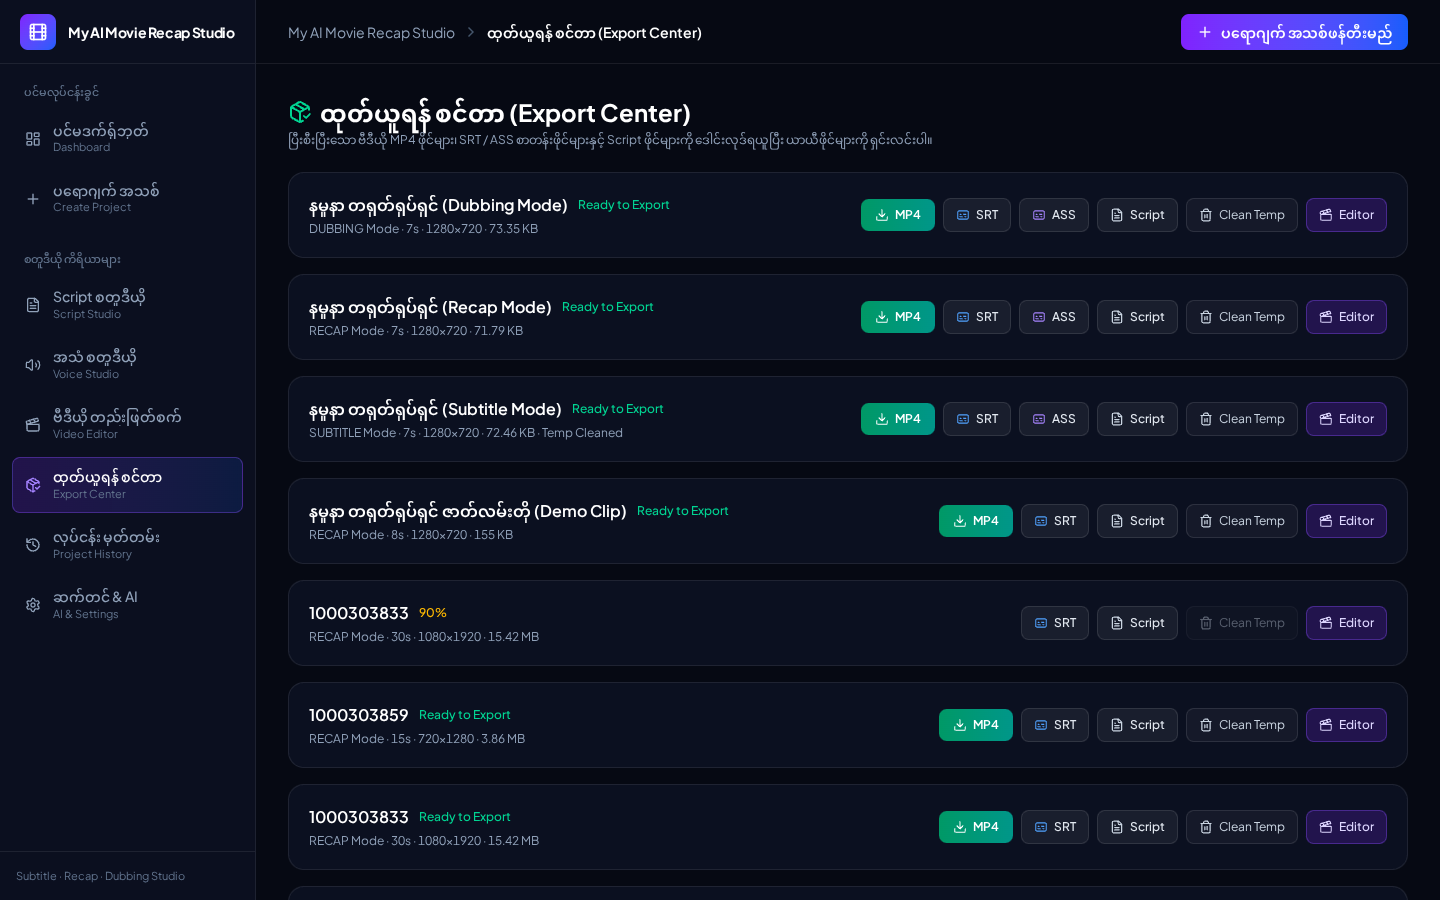 My AI Movie Recap Studio
My AI Movie Recap Studio
ထုတ်ယူရန် စင်တာ (Export Center)
ပရောဂျက် အသစ်ဖန်တီးမည်
ပင်မလုပ်ငန်းခွင်
ပင်မဒက်ရှ်ဘုတ်
Dashboard
ပရောဂျက် အသစ်
Create Project
စတူဒီယို ကိရိယာများ
Script စတူဒီယို
Script Studio
အသံ စတူဒီယို
Voice Studio
ဗီဒီယို တည်းဖြတ်စက်
Video Editor
ထုတ်ယူရန် စင်တာ
Export Center
လုပ်ငန်း မှတ်တမ်း
Project History
ဆက်တင် & AI
AI & Settings
Subtitle · Recap · Dubbing Studio
ထုတ်ယူရန် စင်တာ (Export Center)
ပြီးစီးပြီးသော ဗီဒီယို MP4 ဖိုင်များ၊ SRT / ASS စာတန်းဖိုင်များနှင့် Script ဖိုင်များကို ဒေါင်းလုဒ်ရယူပြီး ယာယီဖိုင်များကို ရှင်းလင်းပါ။
နမူနာ တရုတ်ရုပ်ရှင် (Dubbing Mode) Ready to Export
DUBBING Mode · 7s · 1280×720 · 73.35 KB
MP4 SRT ASS Script Clean Temp Editor
နမူနာ တရုတ်ရုပ်ရှင် (Recap Mode) Ready to Export
RECAP Mode · 7s · 1280×720 · 71.79 KB
MP4 SRT ASS Script Clean Temp Editor
နမူနာ တရုတ်ရုပ်ရှင် (Subtitle Mode) Ready to Export
SUBTITLE Mode · 7s · 1280×720 · 72.46 KB · Temp Cleaned
MP4 SRT ASS Script Clean Temp Editor
နမူနာ တရုတ်ရုပ်ရှင် ဇာတ်လမ်းတို (Demo Clip) Ready to Export
RECAP Mode · 8s · 1280×720 · 155 KB
MP4 SRT Script Clean Temp Editor
1000303833 90%
RECAP Mode · 30s · 1080×1920 · 15.42 MB
SRT Script Clean Temp Editor
1000303859 Ready to Export
RECAP Mode · 15s · 720×1280 · 3.86 MB
MP4 SRT Script Clean Temp Editor
1000303833 Ready to Export
RECAP Mode · 30s · 1080×1920 · 15.42 MB
MP4 SRT Script Clean Temp Editor